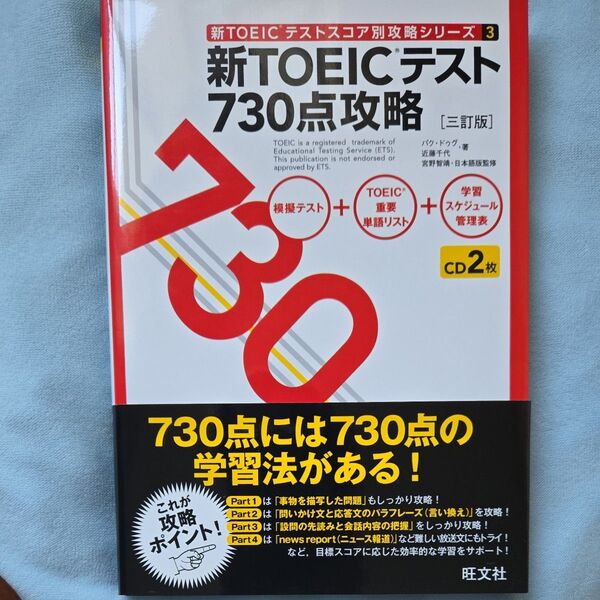 新TOEIC®テストスコア別攻略シリーズ 3
新TOEIC®テスト
730点攻略 [三訂版]
TOEIC is a registered trademark of
Educational Testing Service (ETS).
This publication is not endorsed or
approved by ETS.
パク・ドゥグ、
近藤千代 著
宮野智靖・日本語版監修
730
模擬テスト
+
TOEIC®
重要
単語リスト
+
学習
スケジュール
管理表
CD2枚
730点には730点の
学習法がある!
これが
攻略
ポイント!
Part 1 は「事物を描写した問題」もしっかり攻略!
Part 2 は「問いかけ文と応答文のパラフレーズ(言い換え)」を攻略!
Part 3 は「設問の先読みと会話内容の把握」をしっかり攻略!
Part 4 は「news report(ニュース報道)」など難しい放送文にもトライ!
など、目標スコアに応じた効率的な学習をサポート!
旺文社